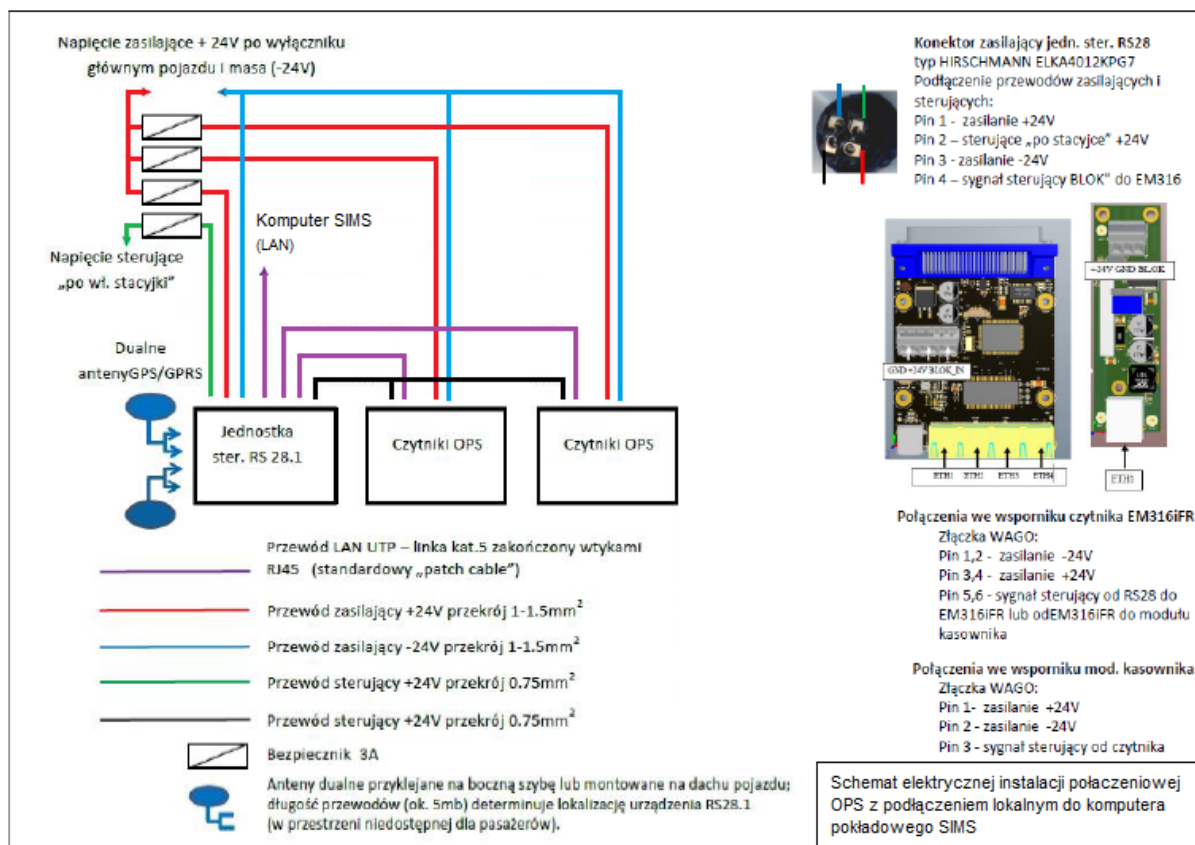 Napięcie zasilające + 24V po wyłączniku
głównym pojazdu i masa (-24V)
Napięcie sterujące
„po wł. stacyjki”
Komputer SIMS
(LAN)
Dualne
antenyGPS/GPRS
Jednostka
ster. RS 28.1
Czytniki OPS
Czytniki OPS
Przewód LAN UTP – linka kat.5 zakończony wtykami
RJ45 (standardowy „patch cable”)
Przewód zasilający +24V przekrój 1-1.5mm²
Przewód zasilający -24V przekrój 1-1.5mm²
Przewód sterujący +24V przekrój 0.75mm²
Przewód sterujący +24V przekrój 0.75mm²
Bezpiecznik 3A
Anteny dualne przyklejane na boczną szybę lub montowane na dachu pojazdu;
długość przewodów (ok. 5mb) determinuje lokalizację urządzenia RS28.1
(w przestrzeni niedostępnej dla pasażerów).
Konektor zasilający jedn. ster. RS28
typ HIRSCHMANN ELKA4012KPG7
Podłączenie przewodów zasilających i
sterujących:
Pin 1 - zasilanie +24V
Pin 2 – sterujące „po stacyjce” +24V
Pin 3 - zasilanie -24V
Pin 4 – sygnał sterujący BLOK” do EM316
+24V GND BLOK
GND +24V BLOK_IN
ETH1 ETH2 ETH3 ETH4
ETH1
Połączenia we wsporniku czytnika EM316iFR
Złączka WAGO:
Pin 1,2 - zasilanie -24V
Pin 3,4 - zasilanie +24V
Pin 5,6 - sygnał sterujący od RS28 do
EM316iFR lub odEM316iFR do modułu
kasownika
Połączenia we wsporniku mod. kasownika
Złączka WAGO:
Pin 1- zasilanie +24V
Pin 2 - zasilanie -24V
Pin 3 - sygnał sterujący od czytnika
Schemat elektrycznej instalacji połaczeniowej
OPS z podłączeniem lokalnym do komputera
pokładowego SIMS